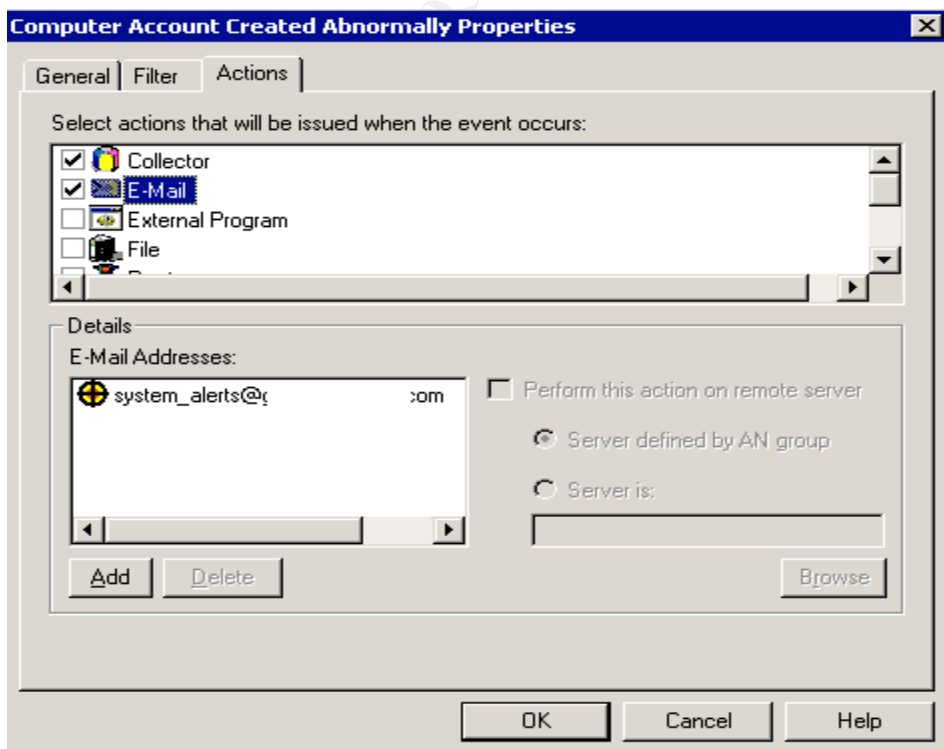 Computer Account Created Abnormally Properties
General Filter Actions
Select actions that will be issued when the event occurs:
Collector
E-Mail
External Program
File
Details
E-Mail Addresses:
system_alerts@ com
Perform this action on remote server
Server defined by AN group
Server is:
Add Delete Browse
OK Cancel Help